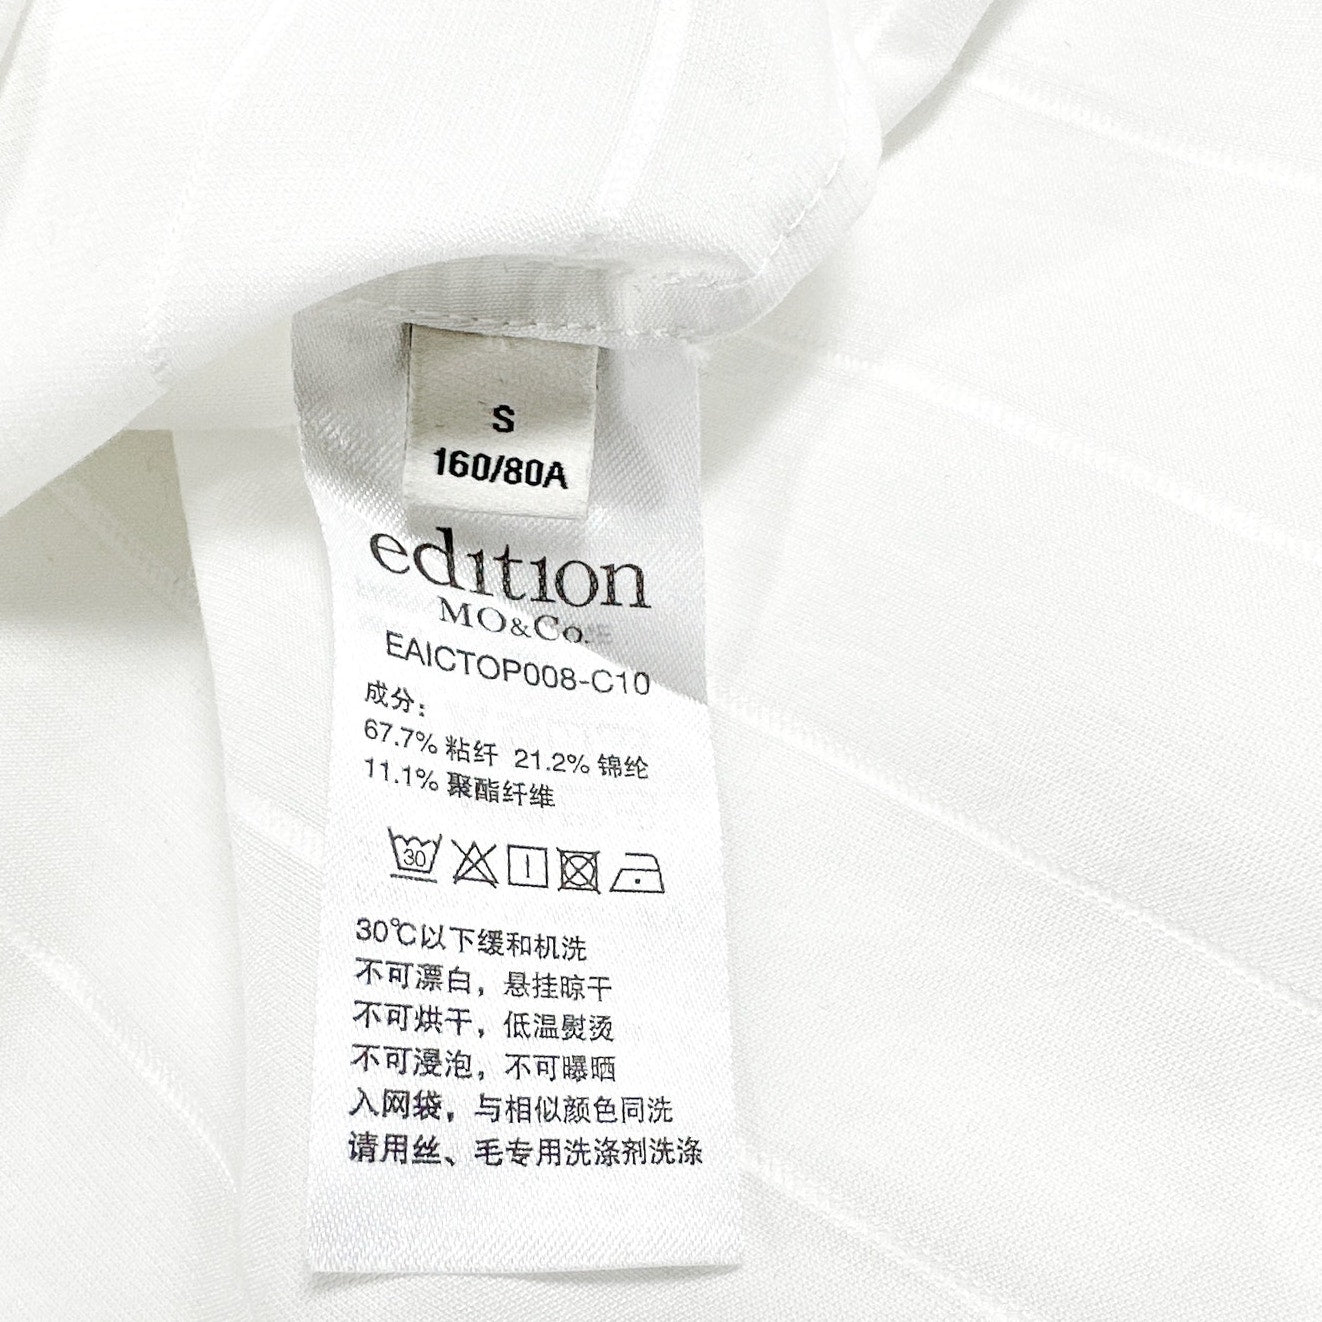 S
160/80A
edition
MO&Co.
EAICTOP008-C10
成分：
67.7% 粘纤 21.2% 锦纶
11.1% 聚酯纤维
30
30℃以下缓和机洗
不可漂白，悬挂晾干
不可烘干，低温熨烫
不可浸泡，不可曝晒
入网袋，与相似颜色同洗
请用丝、毛专用洗涤剂洗涤